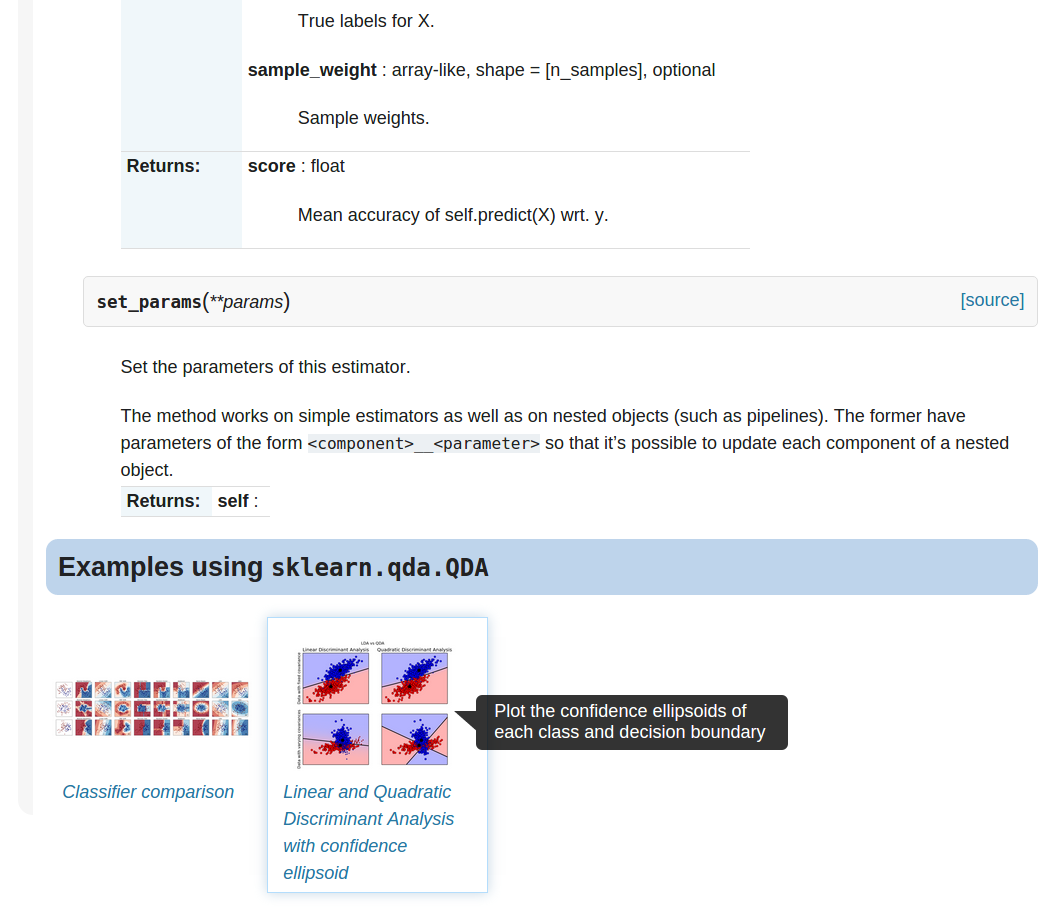 True labels for X.
sample_weight : array-like, shape = [n_samples], optional
Sample weights.
Returns: score : float
Mean accuracy of self.predict(X) wrt. y.
set_params(**params) [source]
Set the parameters of this estimator.
The method works on simple estimators as well as on nested objects (such as pipelines). The former have
parameters of the form <component>__<parameter> so that it’s possible to update each component of a nested
object.
Returns: self :
Examples using sklearn.qda.QDA
LDA vs QDA
Linear Discriminant Analysis Quadratic Discriminant Analysis
Data with fixed covariance
Data with varying covariances
Plot the confidence ellipsoids of
each class and decision boundary
Classifier comparison
Linear and Quadratic
Discriminant Analysis
with confidence
ellipsoid